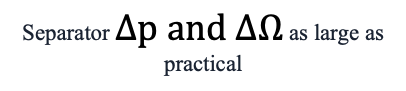 Separator Δp and ΔΩ as large as
practical